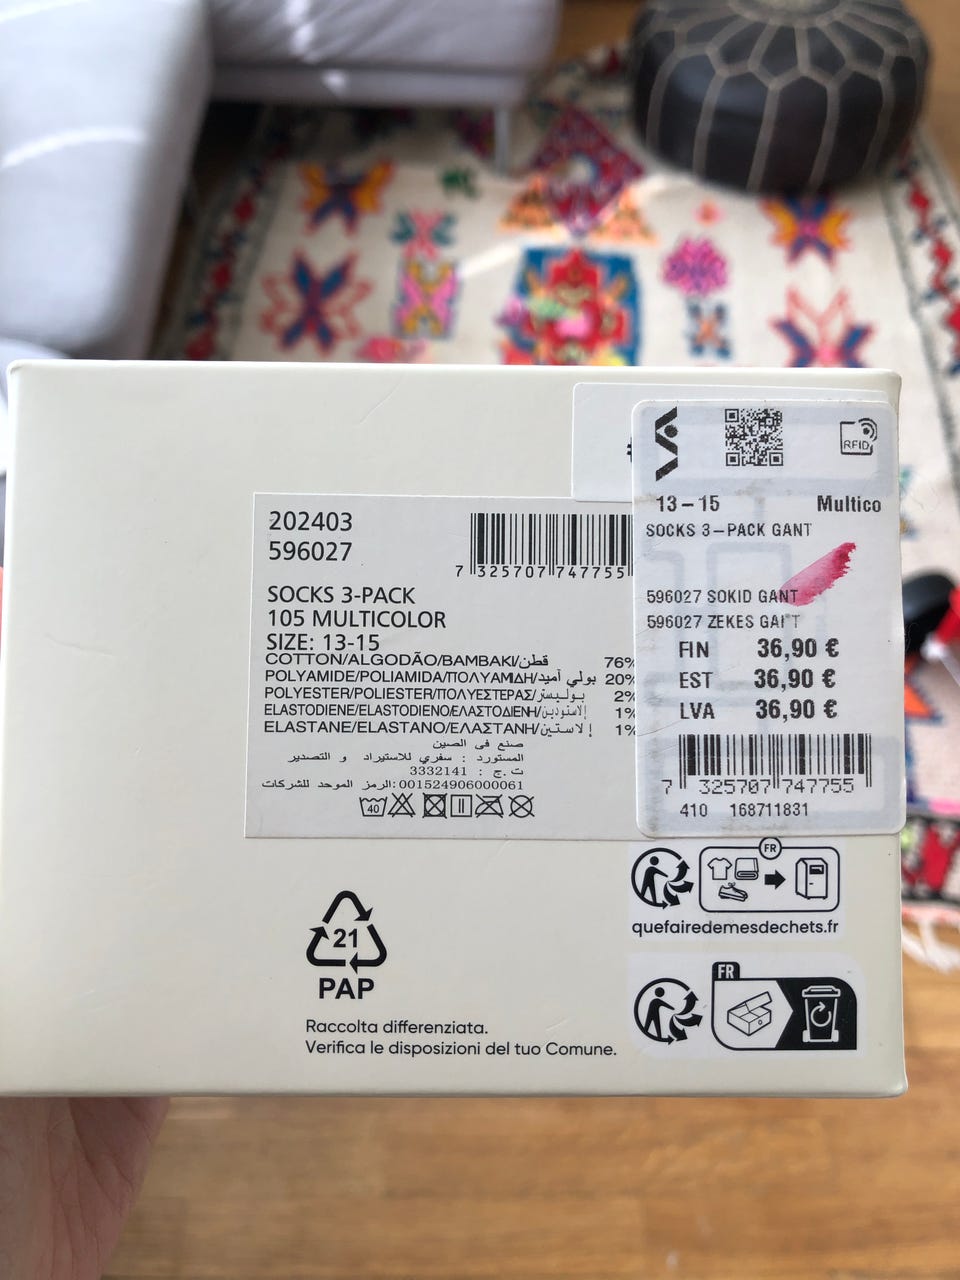 202403
596027
7 325707 747755
SOCKS 3-PACK
105 MULTICOLOR
SIZE: 13-15
COTTON/ALGODÃO/BAMBAKI/قطن 76%
POLYAMIDE/POLIAMIDA/ΠΟΛΥΑΜΙΔΗ/بولي أميد 20%
POLYESTER/POLIESTER/ΠΟΛΥΕΣΤΕΡΑΣ/بوليستر 2%
ELASTODIENE/ELASTODIENO/ΕΛΑΣΤΟΔΙΕΝΗ/إلاستودين 1%
ELASTANE/ELASTANO/ΕΛΑΣΤΑΝΗ/إلاستين 1%
صنع في الصين
المستورد : سفري للاستيراد و التصدير
ت.ج : 3332141
الرمز الموحد للشركات:001524906000061
40
RFID
13-15 Multico
SOCKS 3-PACK GANT
596027 SOKID GANT
596027 ZEKES GANT
FIN 36,90 €
EST 36,90 €
LVA 36,90 €
7 325707 747755
410 168711831
FR
quefairedemesdechets.fr
FR
21
PAP
Raccolta differenziata.
Verifica le disposizioni del tuo Comune.